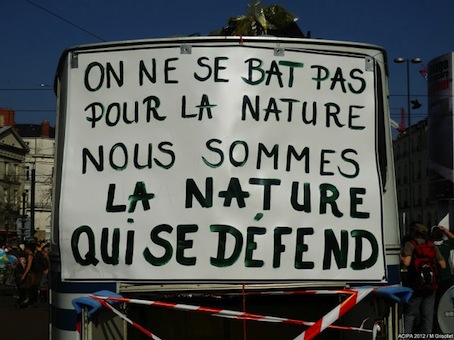 ON NE SE BAT PAS
POUR LA NATURE
NOUS SOMMES
LA NATURE
QUi SE DÉFEND
ACIPA 2012 / M Grisollet